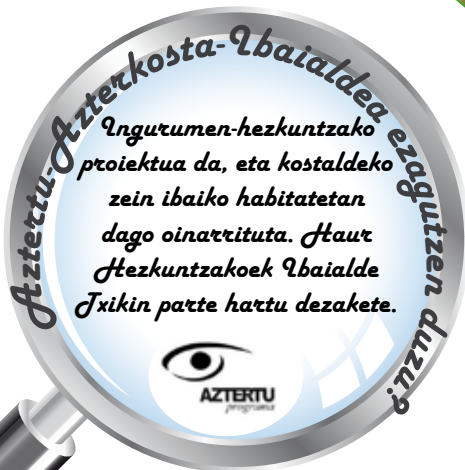 Aztertu-Azterkosta-Ibaialdea ezagutzen duzu?
Ingurumen-hezkuntzako
proiektua da, eta kostaldeko
zein ibaiko habitatetan
dago oinarrituta. Haur
Hezkuntzakoek Ibaialde
Txikin parte hartu dezakete.
AZTERTU
programa